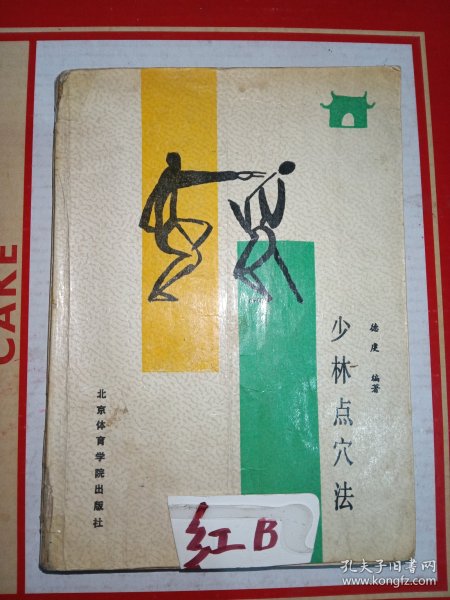 少林点穴法
德虔 编著
北京体育学院出版社
红B
CAKE
孔夫子旧书网
www.kongfz.com